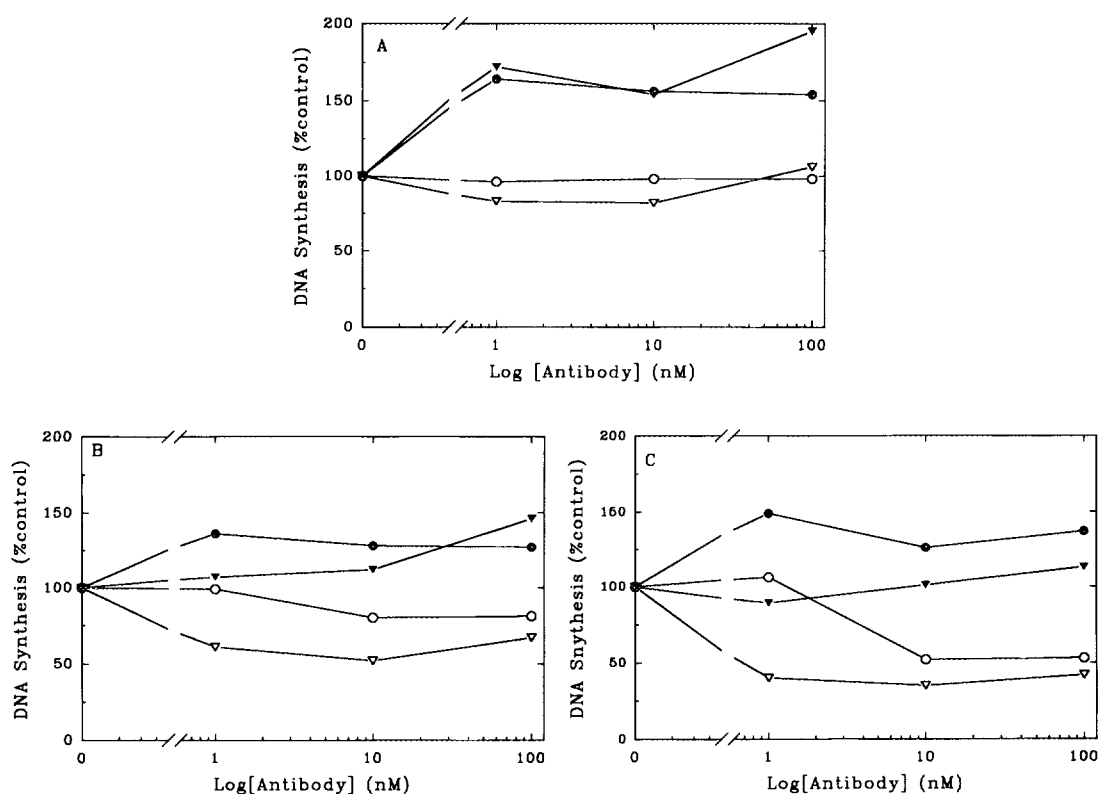 A
200
150
100
50
0
DNA Synthesis (%control)
0 1 10 100
Log [Antibody] (nM)
B
200
150
100
50
0
DNA Synthesis (%control)
0 1 10 100
Log[Antibody] (nM)
C
200
150
100
50
0
DNA Snythesis (%control)
0 1 10 100
Log[Antibody] (nM)